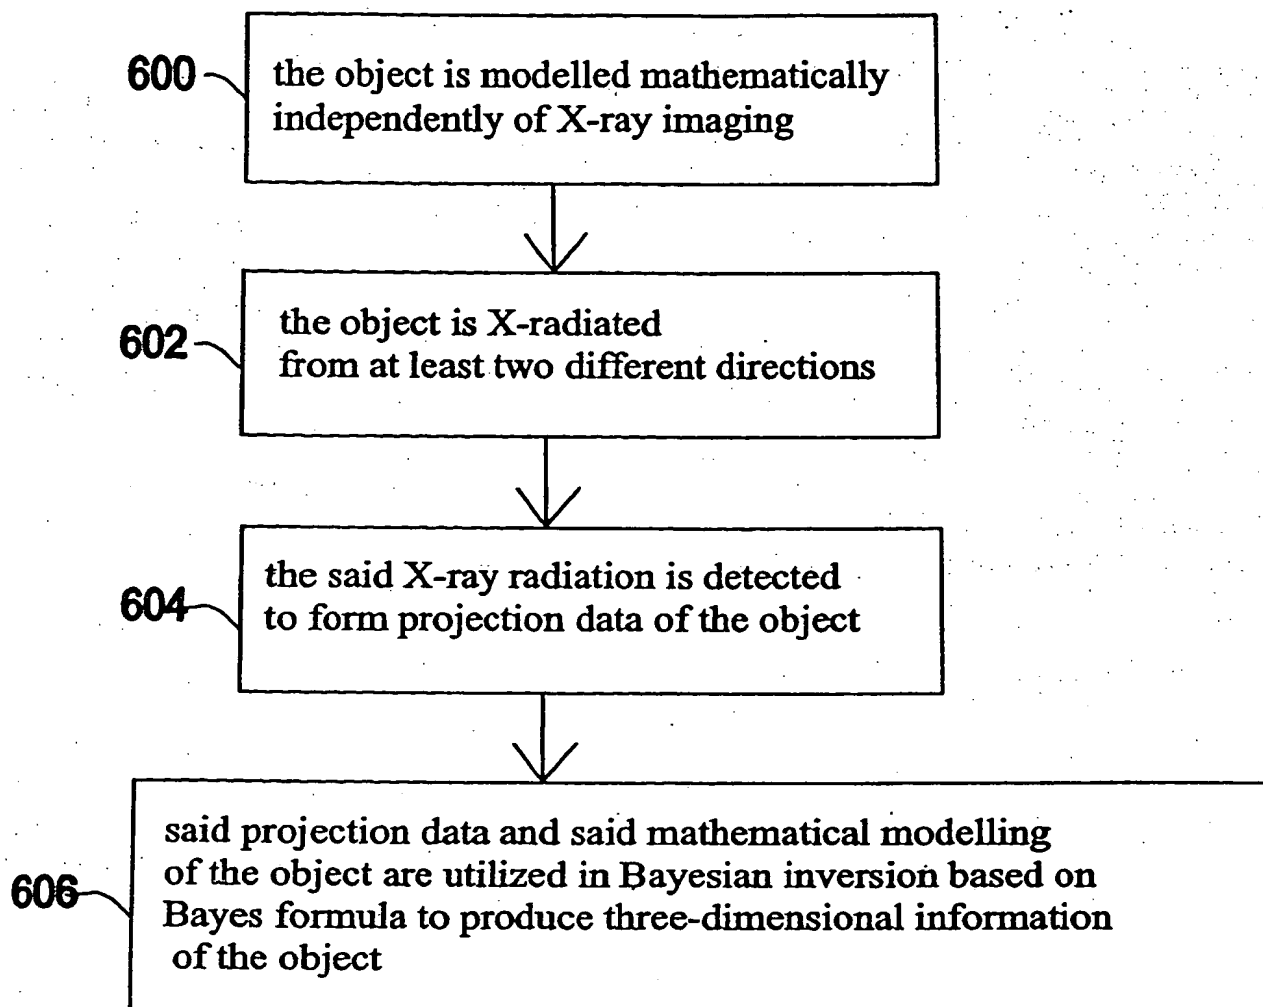 600
the object is modelled mathematically
independently of X-ray imaging
602
the object is X-radiated
from at least two different directions
604
the said X-ray radiation is detected
to form projection data of the object
606
said projection data and said mathematical modelling
of the object are utilized in Bayesian inversion based on
Bayes formula to produce three-dimensional information
of the object